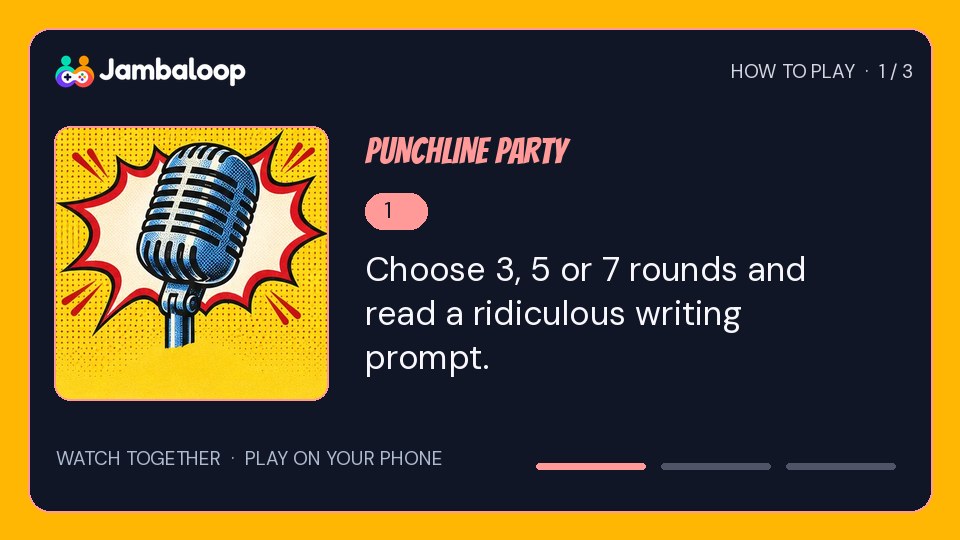 Jambaloop
HOW TO PLAY · 1 / 3
PUNCHLINE PARTY
1
Choose 3, 5 or 7 rounds and
read a ridiculous writing
prompt.
WATCH TOGETHER · PLAY ON YOUR PHONE